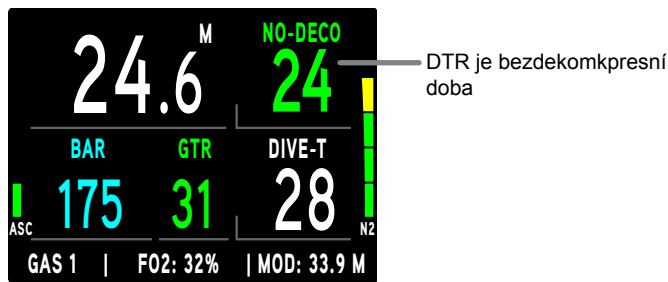 M NO-DECO
24.6 24
DTR je bezdekomkpresní
doba
BAR GTR DIVE-T
175 31 28
ASC N2
GAS 1 | FO2: 32% | MOD: 33.9 M